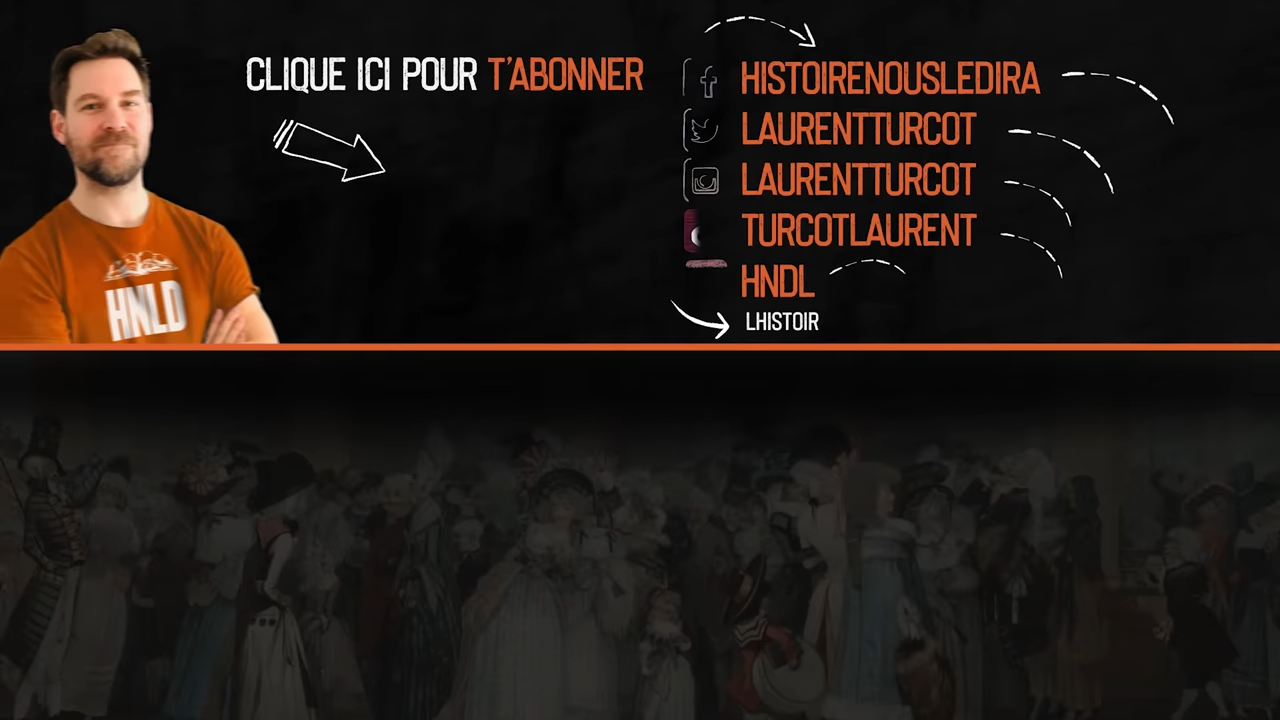 CLIQUE ICI POUR T'ABONNER
HISTOIRENOUSLEDIRA
LAURENTTURCOT
LAURENTTURCOT
TURCOTLAURENT
HNDL
LHISTOIR
HNLD